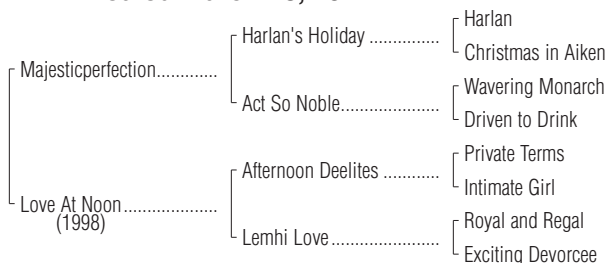 Harlan
Harlan's Holiday ..............
Christmas in Aiken
Majesticperfection.............
Wavering Monarch
Act So Noble.....................
Driven to Drink
Private Terms
Afternoon Deelites ............
Intimate Girl
Love At Noon....................
(1998)
Royal and Regal
Lemhi Love.......................
Exciting Devorcee